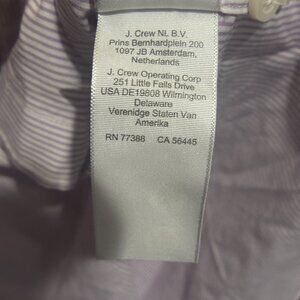 J. Crew NL B.V.
Prins Bernhardplein 200
1097 JB Amsterdam,
Netherlands
J. Crew Operating Corp
251 Little Falls Drive
USA DE19808 Wilmington
Delaware
Verenidge Staten Van
Amerika
RN 77388 CA 56445